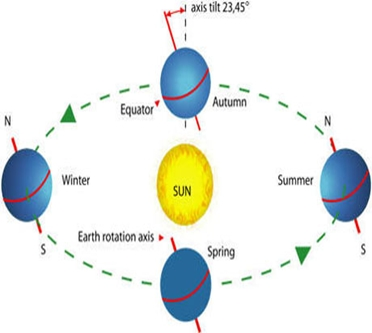 axis tilt 23,45°
Equator
Autumn
N
N
Winter
SUN
Summer
S
Earth rotation axis
Spring
S